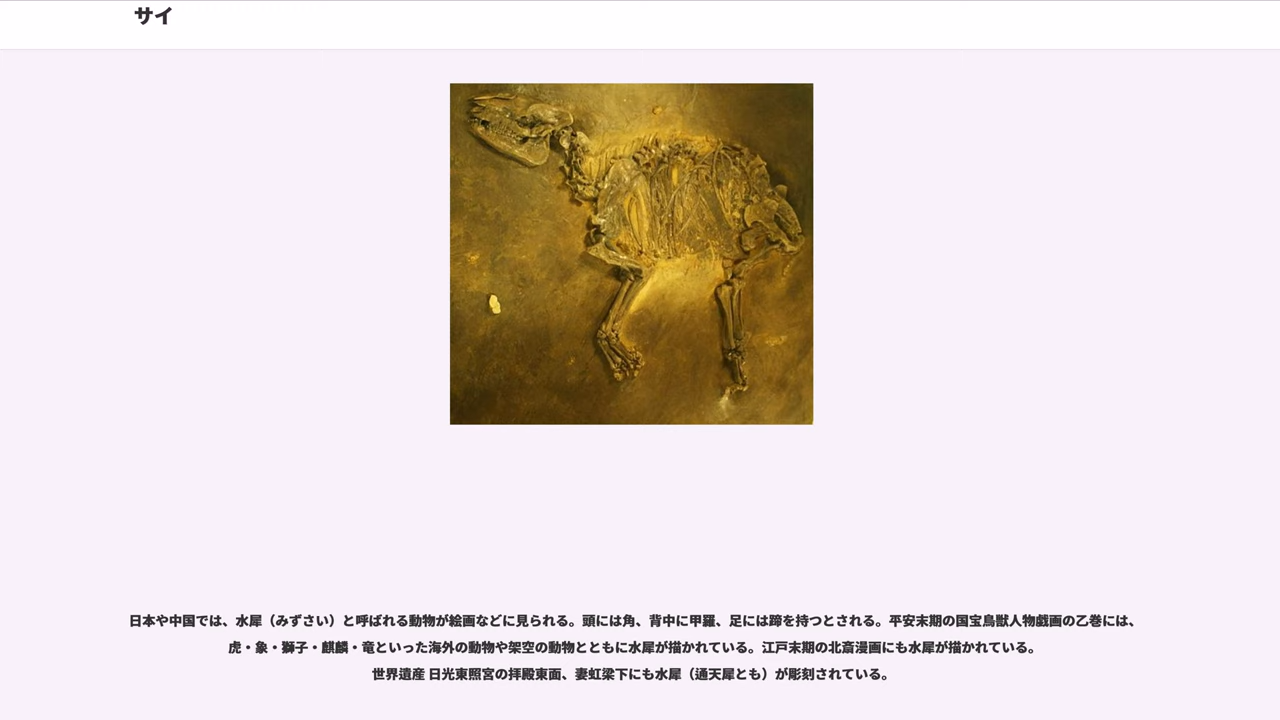 サイ
日本や中国では、水犀（みずさい）と呼ばれる動物が絵画などに見られる。頭には角、背中に甲羅、足には蹄を持つとされる。平安末期の国宝鳥獣人物戯画の乙巻には、
虎・象・獅子・麒麟・竜といった海外の動物や架空の動物とともに水犀が描かれている。江戸末期の北斎漫画にも水犀が描かれている。
世界遺産 日光東照宮の拝殿東面、妻虹梁下にも水犀（通天犀とも）が彫刻されている。